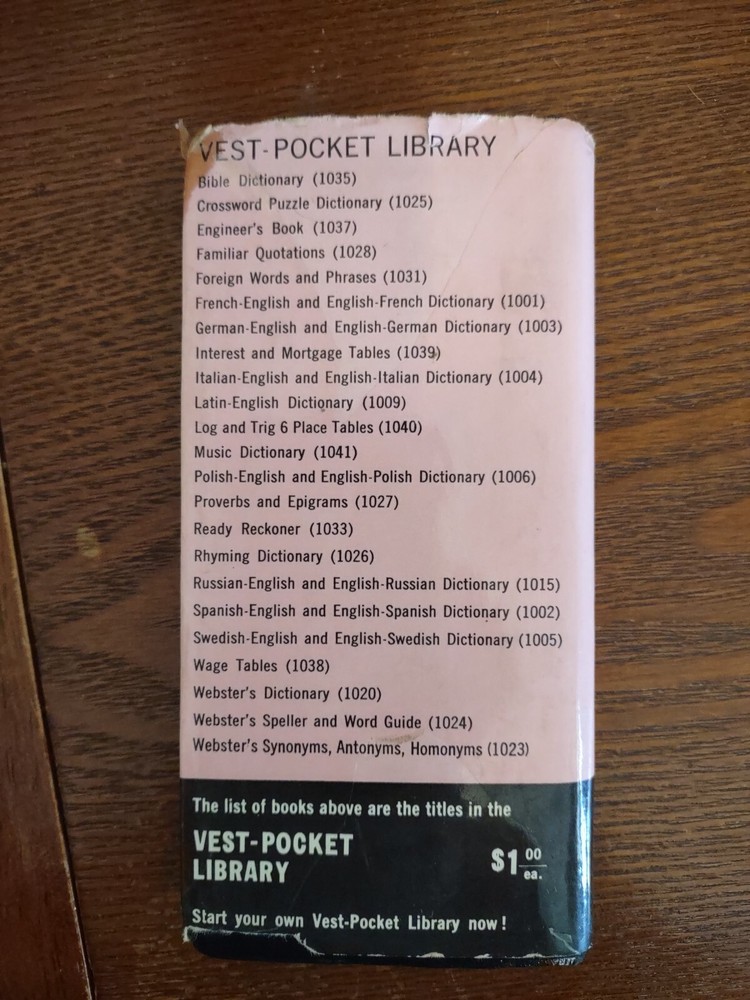 VEST-POCKET LIBRARY
Bible Dictionary (1035)
Crossword Puzzle Dictionary (1025)
Engineer's Book (1037)
Familiar Quotations (1028)
Foreign Words and Phrases (1031)
French-English and English-French Dictionary (1001)
German-English and English-German Dictionary (1003)
Interest and Mortgage Tables (1039)
Italian-English and English-Italian Dictionary (1004)
Latin-English Dictionary (1009)
Log and Trig 6 Place Tables (1040)
Music Dictionary (1041)
Polish-English and English-Polish Dictionary (1006)
Proverbs and Epigrams (1027)
Ready Reckoner (1033)
Rhyming Dictionary (1026)
Russian-English and English-Russian Dictionary (1015)
Spanish-English and English-Spanish Dictionary (1002)
Swedish-English and English-Swedish Dictionary (1005)
Wage Tables (1038)
Webster's Dictionary (1020)
Webster's Speller and Word Guide (1024)
Webster's Synonyms, Antonyms, Homonyms (1023)
The list of books above are the titles in the
VEST-POCKET
LIBRARY
$1 00 ea.
Start your own Vest-Pocket Library now!